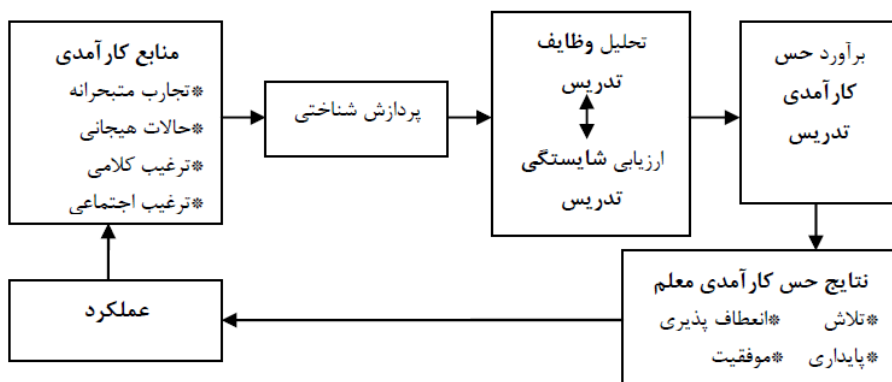 منابع کارآمدی
*تجارب متبحرانه
*حالات هیجانی
*ترغیب کلامی
*ترغیب اجتماعی
پردازش شناختی
تحلیل وظایف
تدریس
ارزیابی شایستگی
تدریس
برآورد حس
کارآمدی
تدریس
نتایج حس کارآمدی معلم
*تلاش *انعطاف پذیری
*پایداری *موفقیت
عملکرد